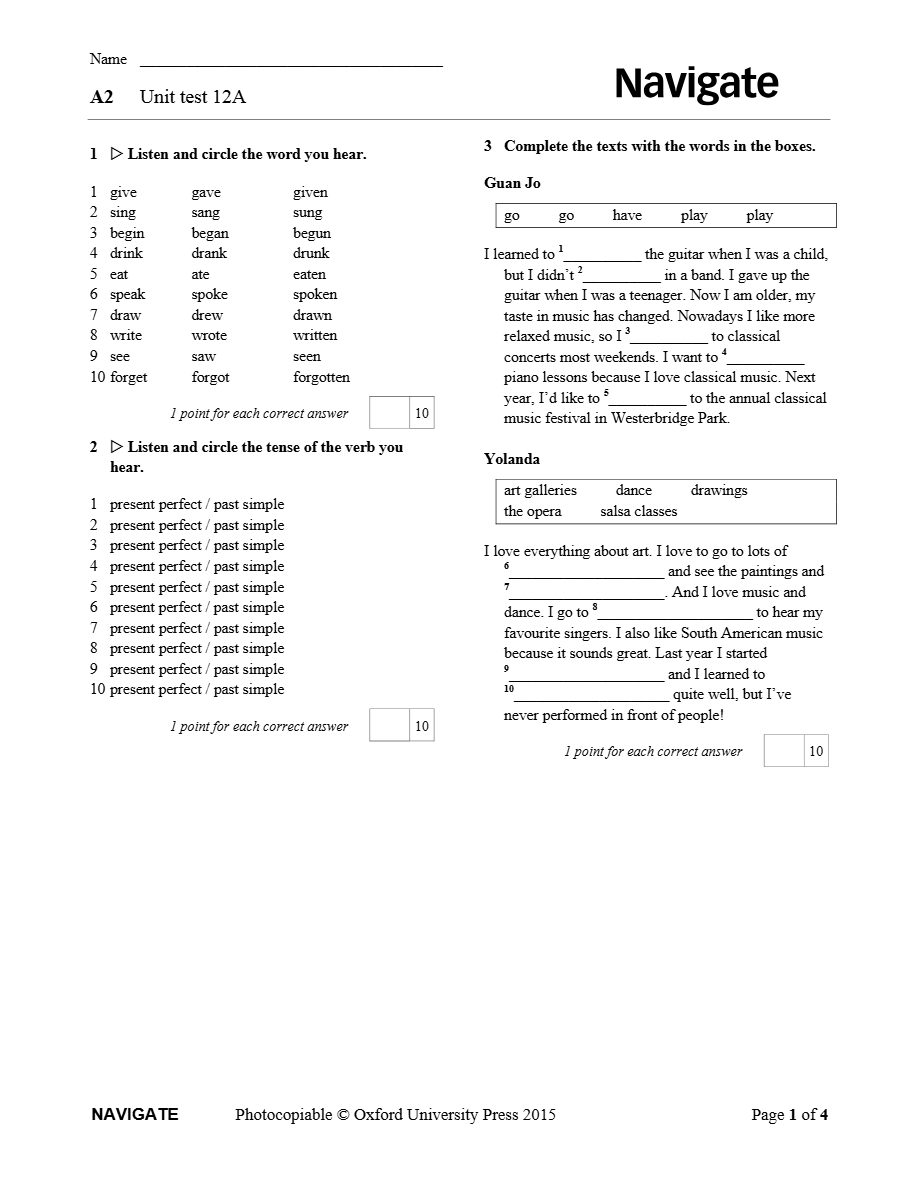 Name ____________________________________
A2 Unit test 12A
Navigate
1 ▷ Listen and circle the word you hear.
1 give gave given
2 sing sang sung
3 begin began begun
4 drink drank drunk
5 eat ate eaten
6 speak spoke spoken
7 draw drew drawn
8 write wrote written
9 see saw seen
10 forget forgot forgotten
1 point for each correct answer 10
2 ▷ Listen and circle the tense of the verb you
hear.
1 present perfect / past simple
2 present perfect / past simple
3 present perfect / past simple
4 present perfect / past simple
5 present perfect / past simple
6 present perfect / past simple
7 present perfect / past simple
8 present perfect / past simple
9 present perfect / past simple
10 present perfect / past simple
1 point for each correct answer 10
3 Complete the texts with the words in the boxes.
Guan Jo
go go have play play
I learned to 1__________ the guitar when I was a child,
but I didn’t 2__________ in a band. I gave up the
guitar when I was a teenager. Now I am older, my
taste in music has changed. Nowadays I like more
relaxed music, so I 3__________ to classical
concerts most weekends. I want to 4__________
piano lessons because I love classical music. Next
year, I’d like to 5__________ to the annual classical
music festival in Westerbridge Park.
Yolanda
art galleries dance drawings
the opera salsa classes
I love everything about art. I love to go to lots of
6____________________ and see the paintings and
7____________________. And I love music and
dance. I go to 8____________________ to hear my
favourite singers. I also like South American music
because it sounds great. Last year I started
9____________________ and I learned to
10____________________ quite well, but I’ve
never performed in front of people!
1 point for each correct answer 10
NAVIGATE Photocopiable © Oxford University Press 2015 Page 1 of 4